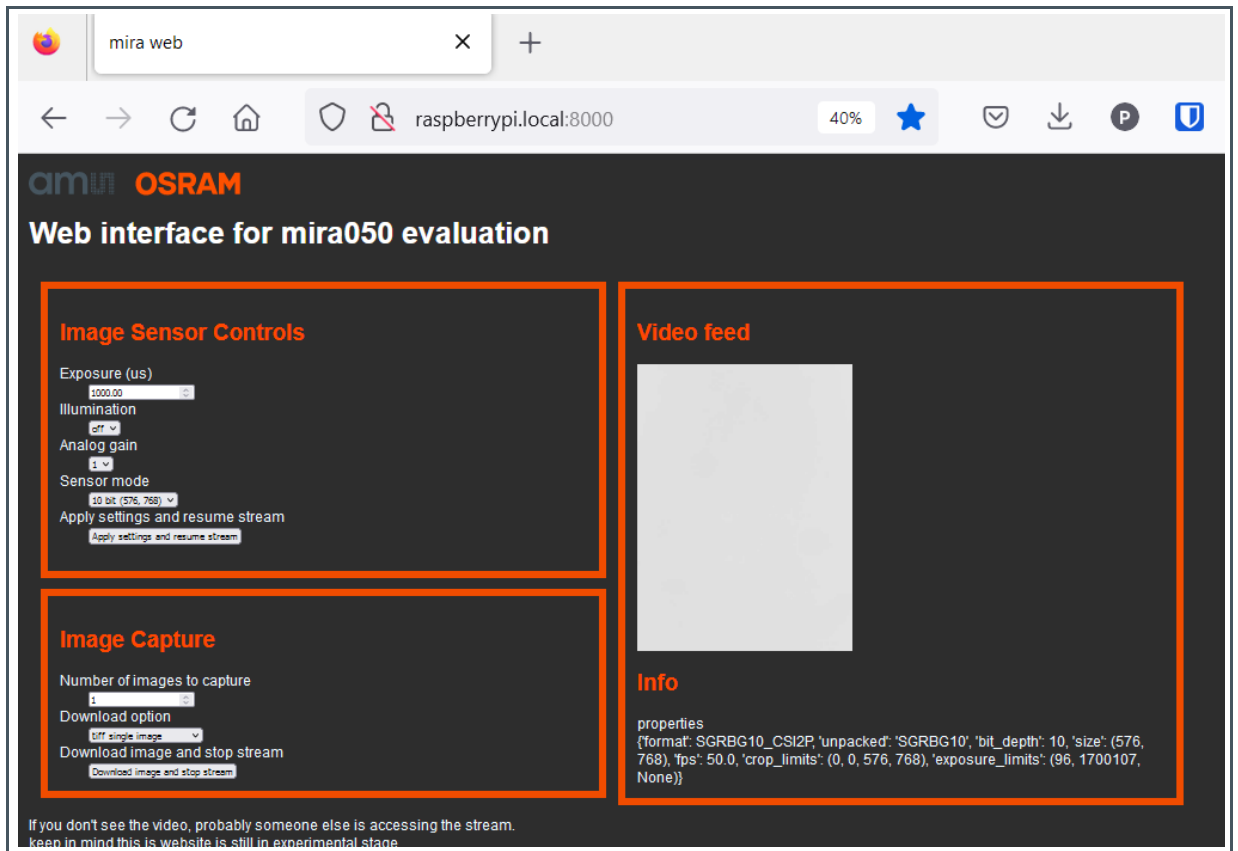 mira web
raspberrypi.local:8000
40%
P
amu OSRAM
Web interface for mira050 evaluation
Image Sensor Controls
Exposure (us)
1000.00
Illumination
off
Analog gain
1
Sensor mode
10 bit (576, 768)
Apply settings and resume stream
Apply settings and resume stream
Image Capture
Number of images to capture
1
Download option
tiff single image
Download image and stop stream
Download image and stop stream
Video feed
Info
properties
{'format': SGRBG10_CSI2P, 'unpacked': 'SGRBG10', 'bit_depth': 10, 'size': (576,
768), 'fps': 50.0, 'crop_limits': (0, 0, 576, 768), 'exposure_limits': (96, 1700107,
None)}
If you don't see the video, probably someone else is accessing the stream.
keep in mind this is website is still in experimental stage